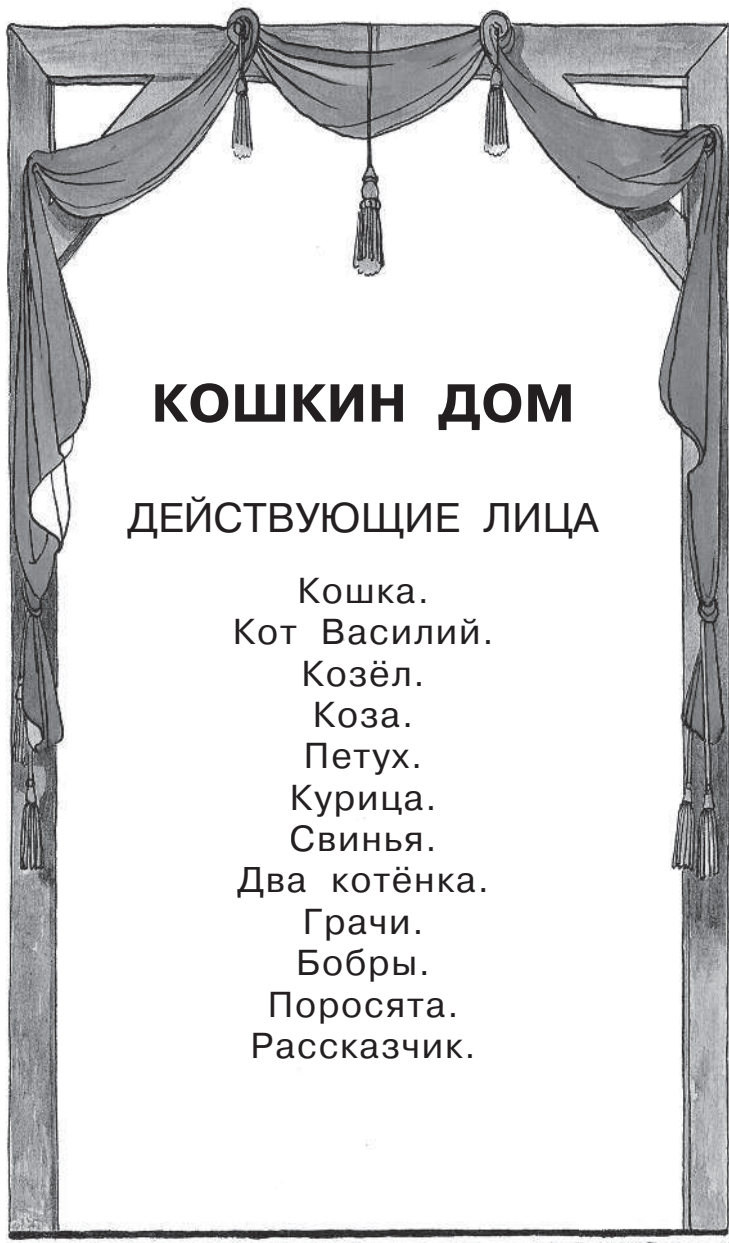 КОШКИН ДОМ
ДЕЙСТВУЮЩИЕ ЛИЦА
Кошка.
Кот Василий.
Козёл.
Коза.
Петух.
Курица.
Свинья.
Два котёнка.
Грачи.
Бобры.
Поросята.
Рассказчик.